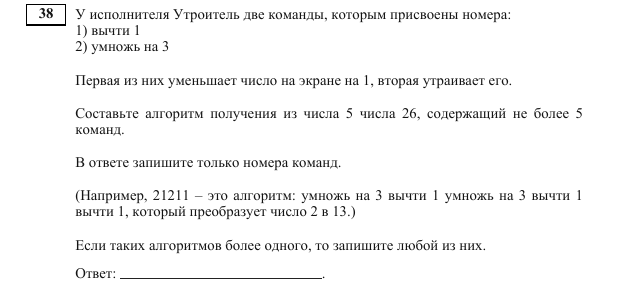 38 У исполнителя Утроитель две команды, которым присвоены номера:
1) вычти 1
2) умножь на 3
Первая из них уменьшает число на экране на 1, вторая утраивает его.
Составьте алгоритм получения из числа 5 числа 26, содержащий не более 5
команд.
В ответе запишите только номера команд.
(Например, 21211 – это алгоритм: умножь на 3 вычти 1 умножь на 3 вычти 1
вычти 1, который преобразует число 2 в 13.)
Если таких алгоритмов более одного, то запишите любой из них.
Ответ: ________________________.